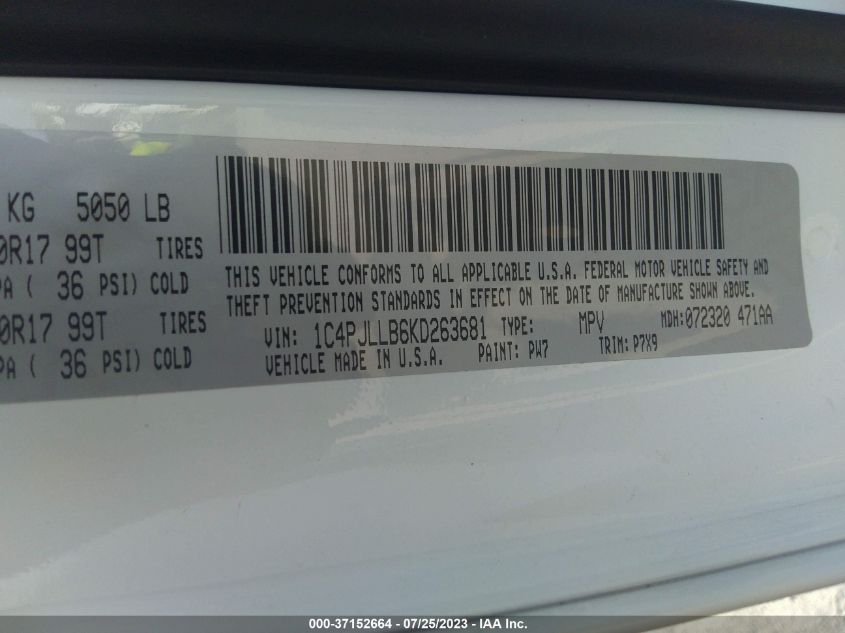 KG 5050 LB
0R17 99T TIRES
PA ( 36 PSI) COLD
0R17 99T TIRES
PA ( 36 PSI) COLD
THIS VEHICLE CONFORMS TO ALL APPLICABLE U.S.A. FEDERAL MOTOR VEHICLE SAFETY AND
THEFT PREVENTION STANDARDS IN EFFECT ON THE DATE OF MANUFACTURE SHOWN ABOVE.
VIN: 1C4PJLLB6KD263681 TYPE: MPV MDH:072320 471AA
VEHICLE MADE IN U.S.A. PAINT: PW7 TRIM: P7X9
000-37152664 - 07/25/2023 - COPYRIGHT IAA, Inc.